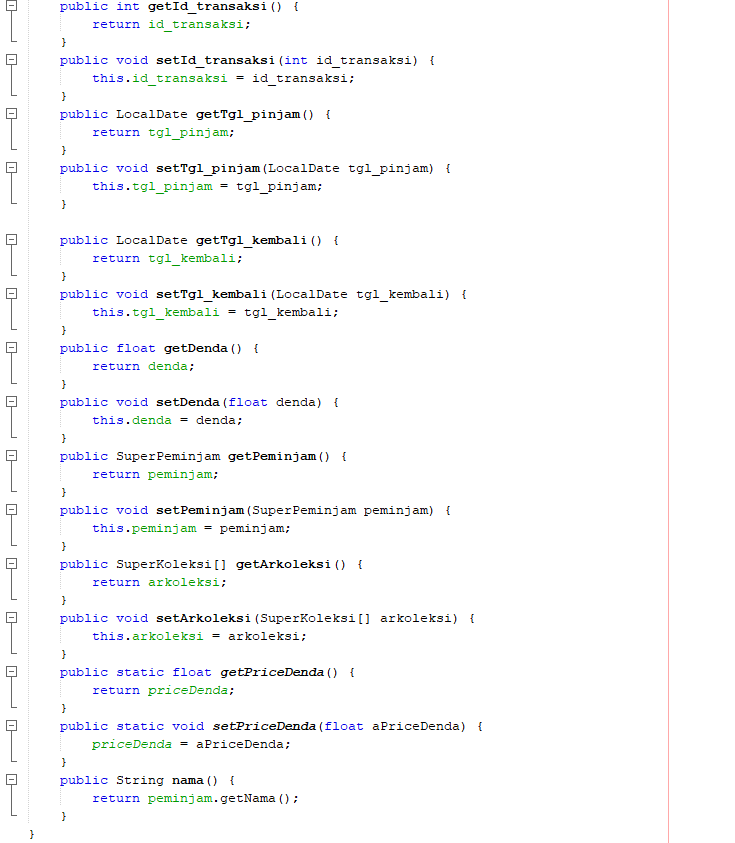 public int getId_transaksi() {
return id_transaksi;
}
public void setId_transaksi(int id_transaksi) {
this.id_transaksi = id_transaksi;
}
public LocalDate getTgl_pinjam() {
return tgl_pinjam;
}
public void setTgl_pinjam(LocalDate tgl_pinjam) {
this.tgl_pinjam = tgl_pinjam;
}
public LocalDate getTgl_kembali() {
return tgl_kembali;
}
public void setTgl_kembali(LocalDate tgl_kembali) {
this.tgl_kembali = tgl_kembali;
}
public float getDenda() {
return denda;
}
public void setDenda(float denda) {
this.denda = denda;
}
public SuperPeminjam getPeminjam() {
return peminjam;
}
public void setPeminjam(SuperPeminjam peminjam) {
this.peminjam = peminjam;
}
public SuperKoleksi[] getArkoleksi() {
return arkoleksi;
}
public void setArkoleksi(SuperKoleksi[] arkoleksi) {
this.arkoleksi = arkoleksi;
}
public static float getPriceDenda() {
return priceDenda;
}
public static void setPriceDenda(float aPriceDenda) {
priceDenda = aPriceDenda;
}
public String nama() {
return peminjam.getNama();
}
}